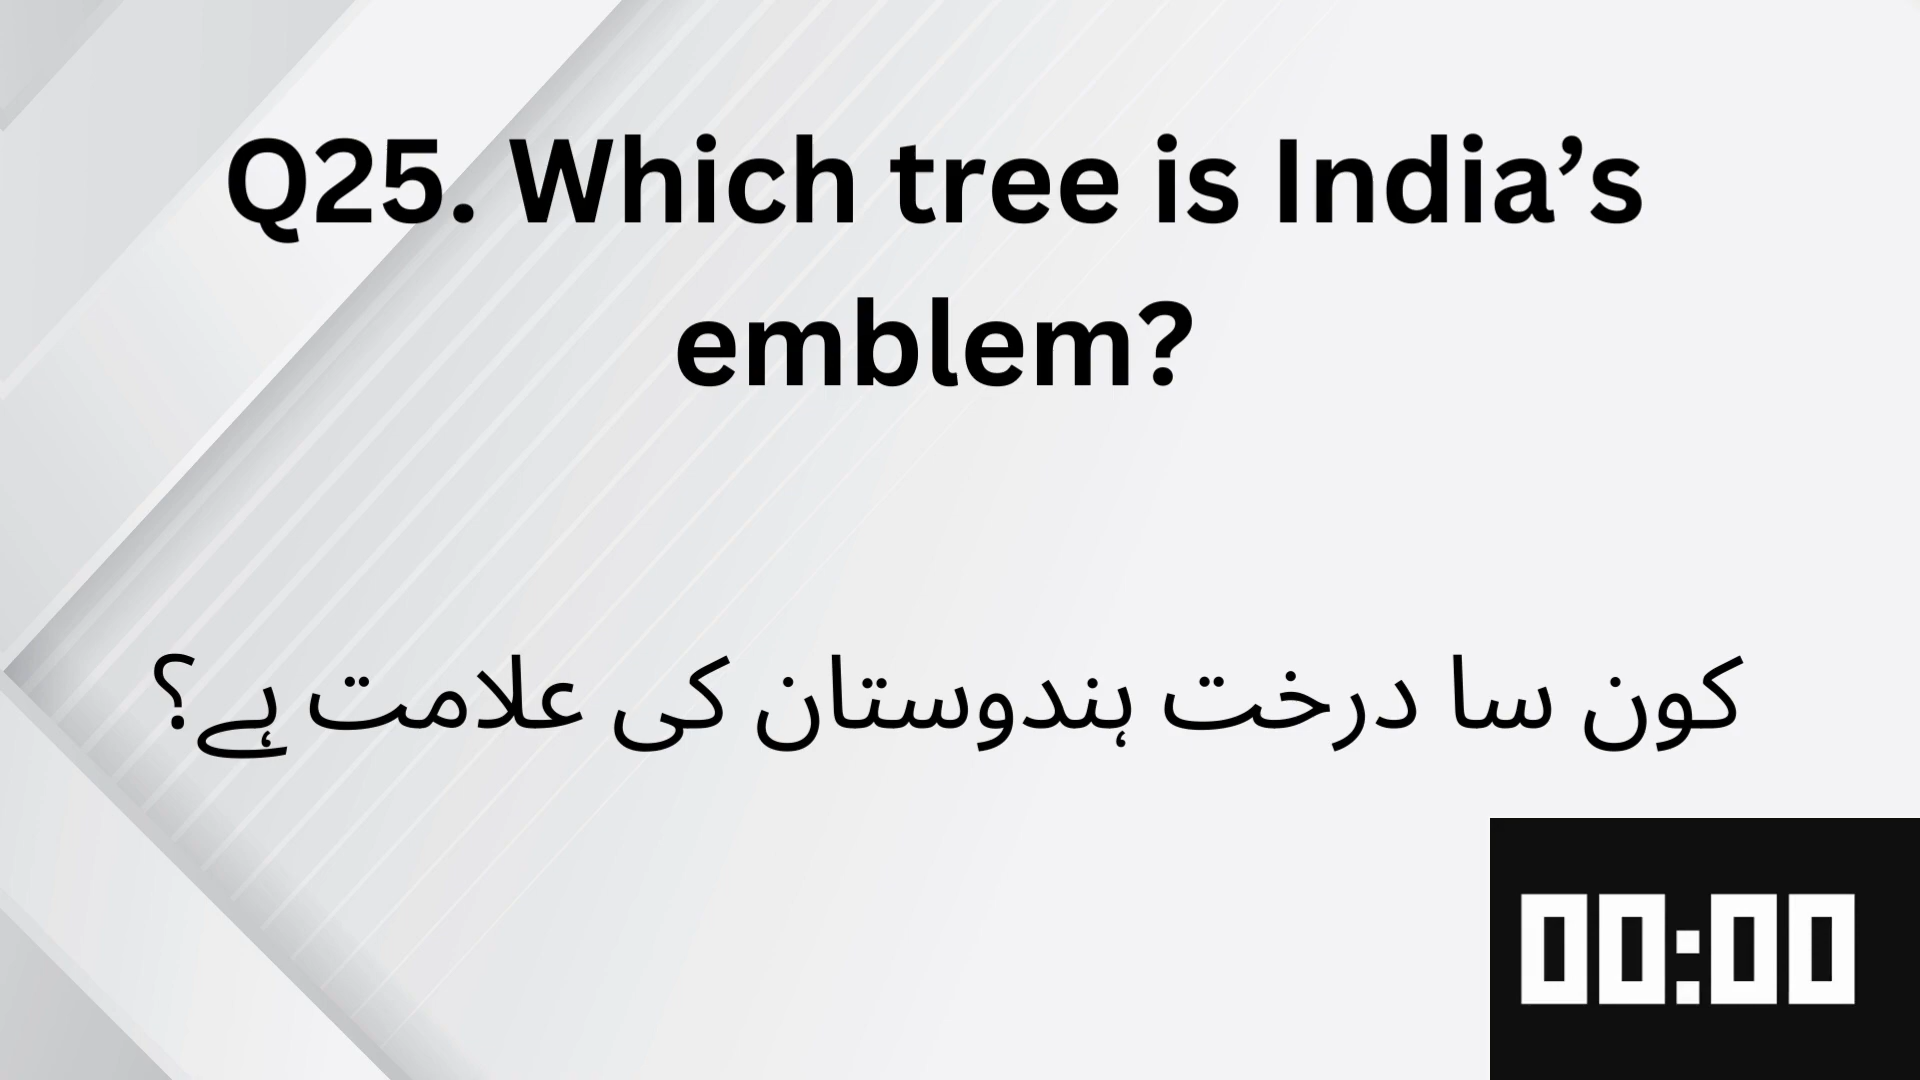 Q25. Which tree is India’s
emblem?
کون سا درخت ہندوستان کی علامت ہے؟
00:00